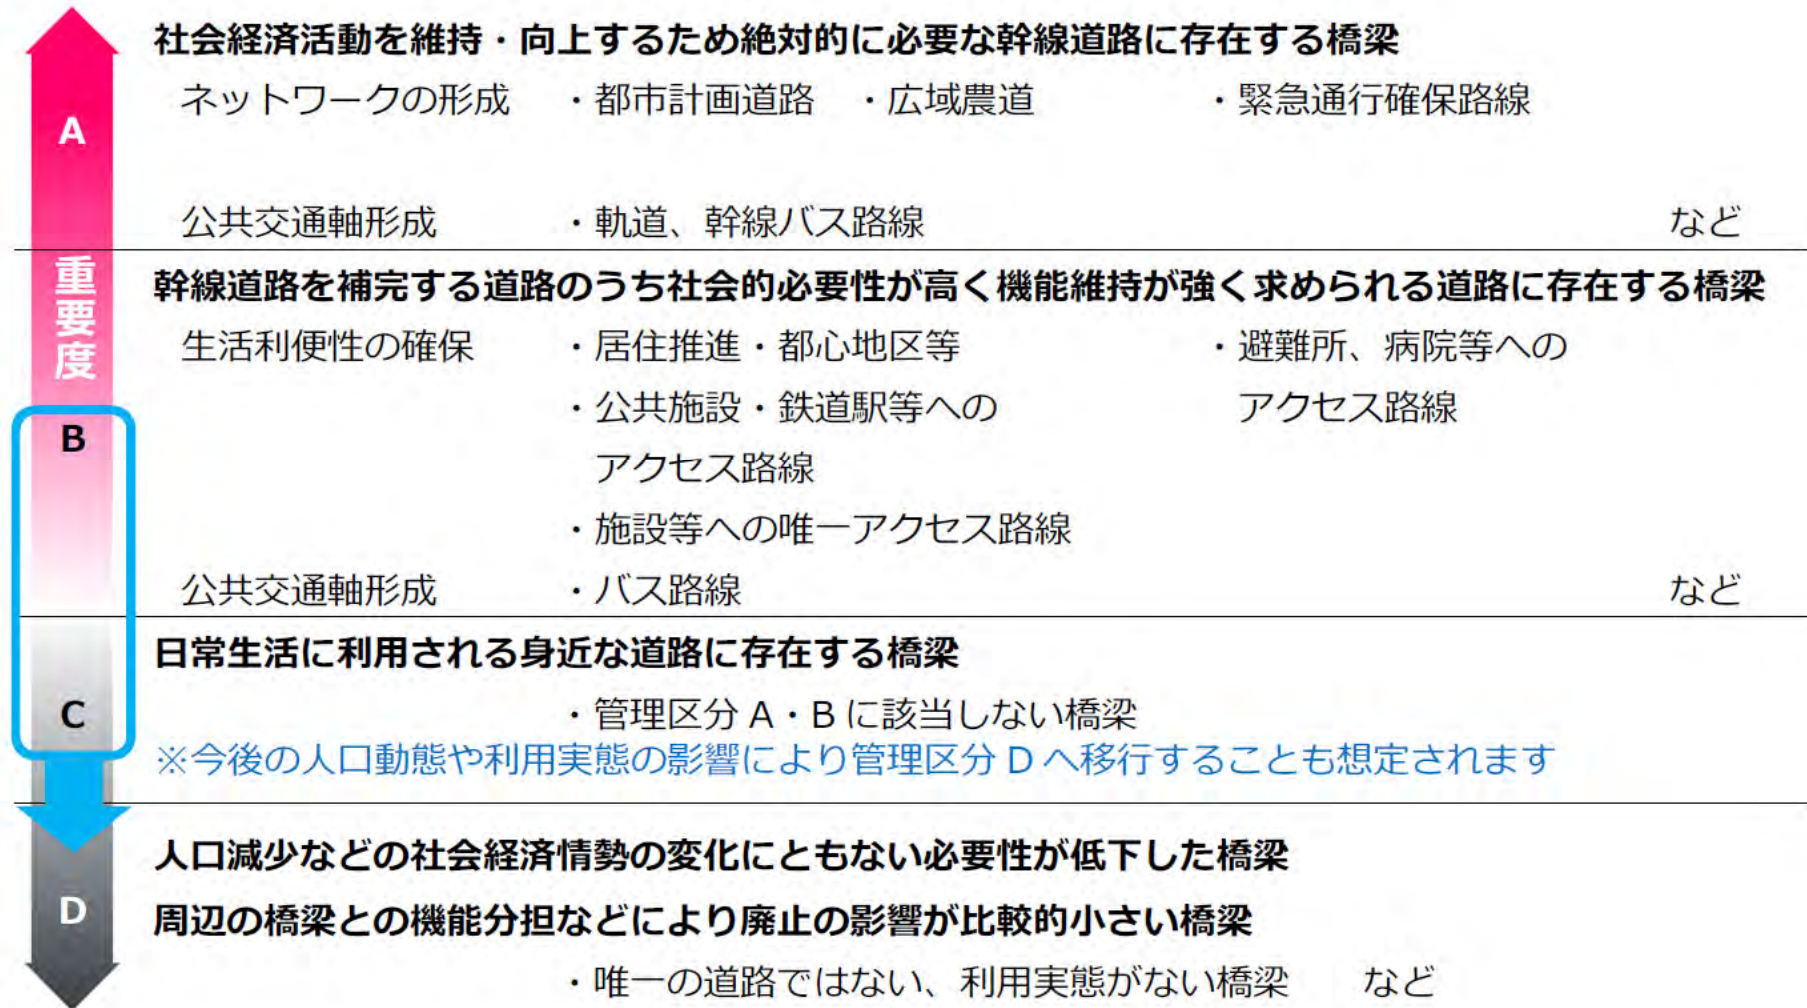 社会経済活動を維持・向上するため絶対的に必要な幹線道路に存在する橋梁
ネットワークの形成 ・都市計画道路 ・広域農道 ・緊急通行確保路線
A
公共交通軸形成 ・軌道、幹線バス路線 など
重要度
幹線道路を補完する道路のうち社会的必要性が高く機能維持が強く求められる道路に存在する橋梁
生活利便性の確保 ・居住推進・都心地区等 ・避難所、病院等への
・公共施設・鉄道駅等への アクセス路線
B
アクセス路線
・施設等への唯一アクセス路線
公共交通軸形成 ・バス路線 など
日常生活に利用される身近な道路に存在する橋梁
C ・管理区分 A・B に該当しない橋梁
※今後の人口動態や利用実態の影響により管理区分 D へ移行することも想定されます
人口減少などの社会経済情勢の変化にともない必要性が低下した橋梁
D
周辺の橋梁との機能分担などにより廃止の影響が比較的小さい橋梁
・唯一の道路ではない、利用実態がない橋梁 など